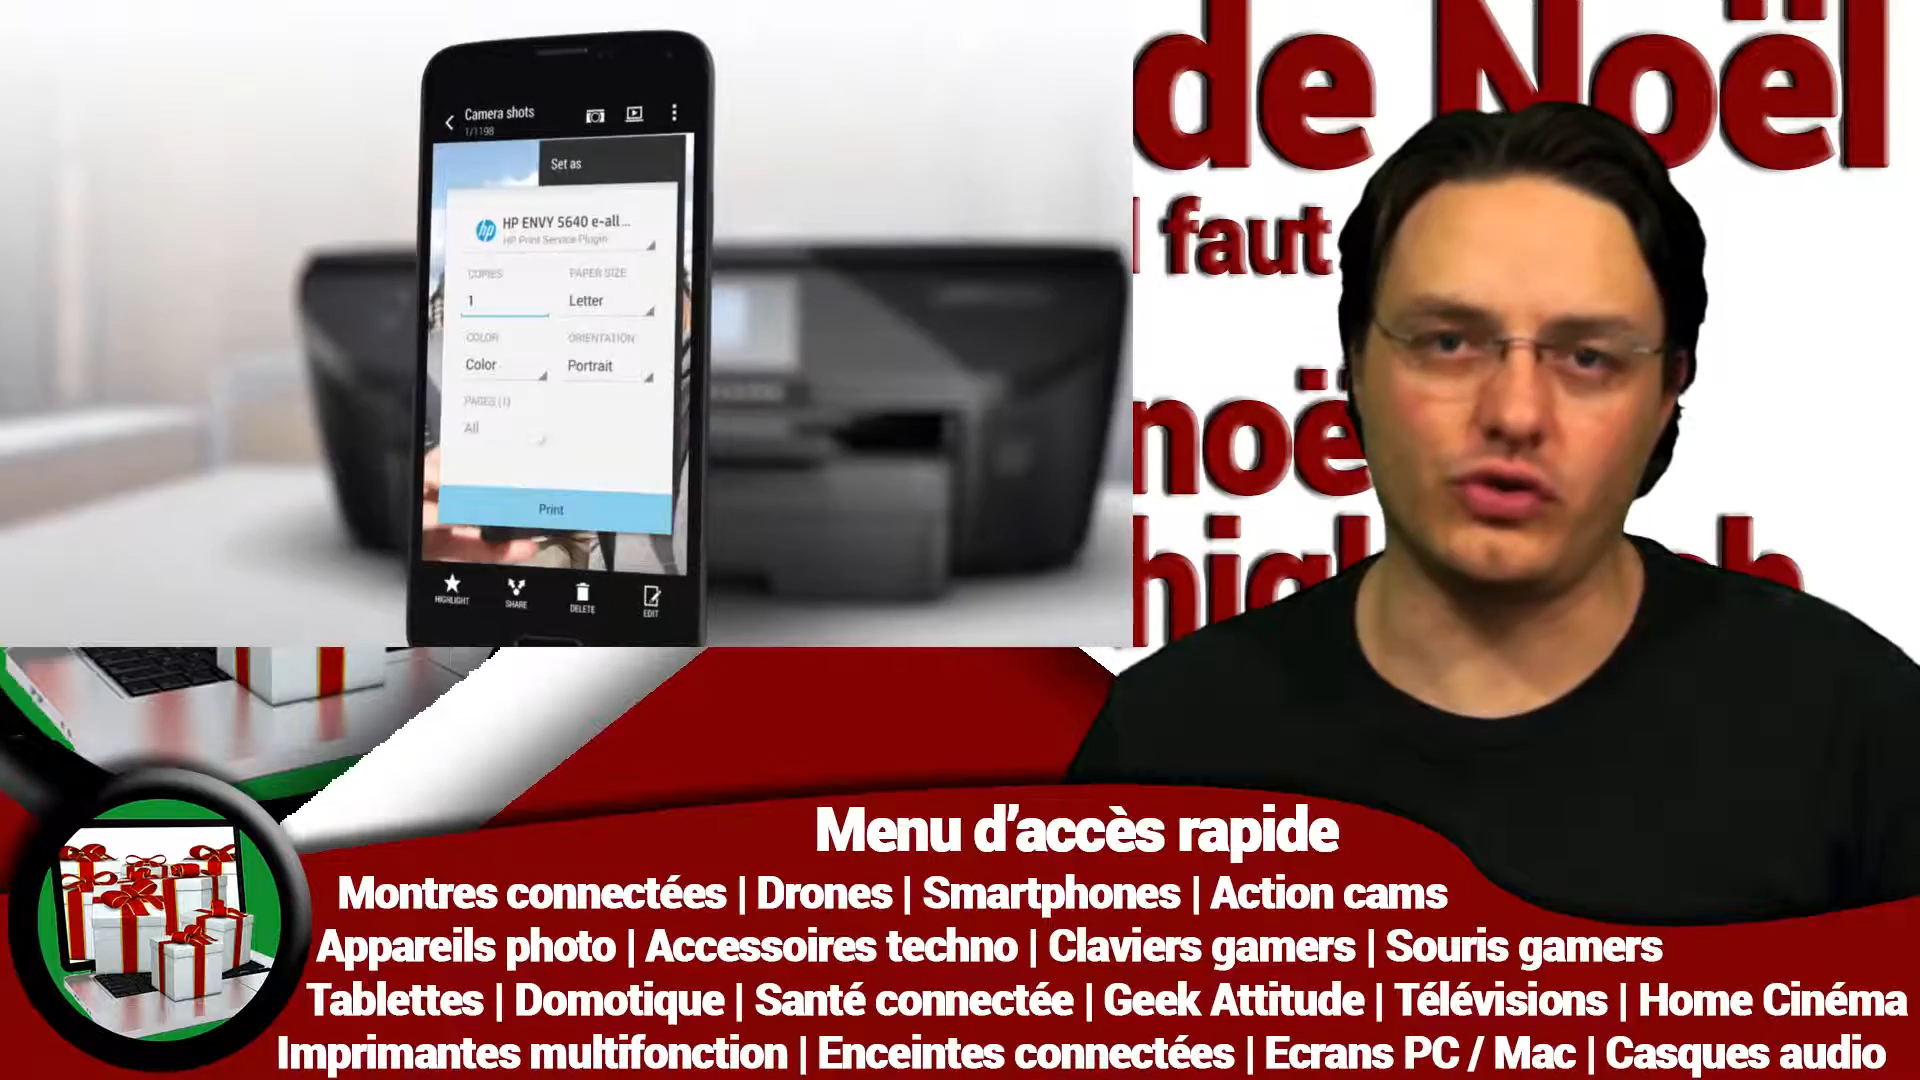 Camera shots
1/1198
Set as
hp
HP ENVY 5640 e-all ...
HP Print Service Plugin
COPIES
PAPER SIZE
1
Letter
COLOR
ORIENTATION
Color
Portrait
PAGES (1)
All
Print
HIGHLIGHT
SHARE
DELETE
EDIT
de Noël
faut
noë
Menu d’accès rapide
Montres connectées | Drones | Smartphones | Action cams
Appareils photo | Accessoires techno | Claviers gamers | Souris gamers
Tablettes | Domotique | Santé connectée | Geek Attitude | Télévisions | Home Cinéma
Imprimantes multifonction | Enceintes connectées | Ecrans PC / Mac | Casques audio